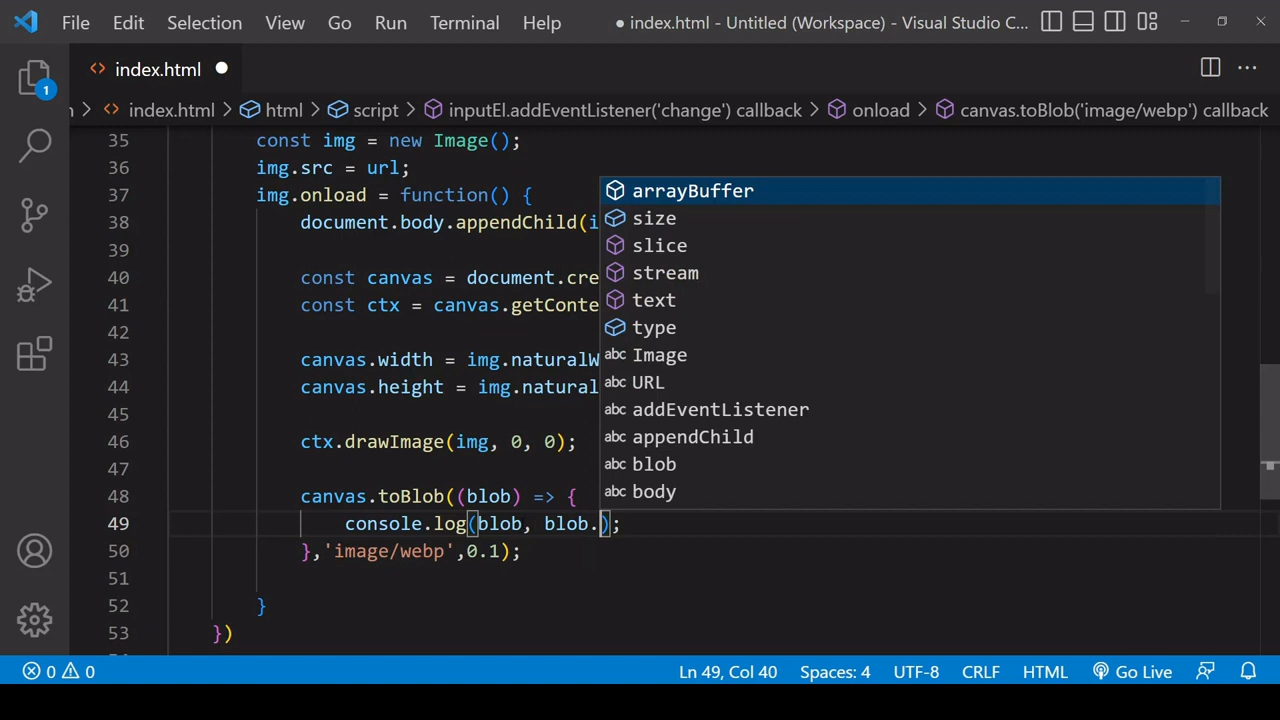 File Edit Selection View Go Run Terminal Help ● index.html - Untitled (Workspace) - Visual Studio C...
index.html ●
1
index.html > html > script > inputEl.addEventListener('change') callback > onload > canvas.toBlob('image/webp') callback
35 const img = new Image();
36 img.src = url;
37 img.onload = function() {
38 document.body.appendChild(i
39
40 const canvas = document.cre
41 const ctx = canvas.getConte
42
43 canvas.width = img.naturalW
44 canvas.height = img.natural
45
46 ctx.drawImage(img, 0, 0);
47
48 canvas.toBlob((blob) => {
49 console.log(blob, blob.);
50 },'image/webp',0.1);
51
52 }
53 })
arrayBuffer
size
slice
stream
text
type
abc Image
abc URL
abc addEventListener
abc appendChild
abc blob
abc body
0 0 Ln 49, Col 40 Spaces: 4 UTF-8 CRLF HTML Go Live